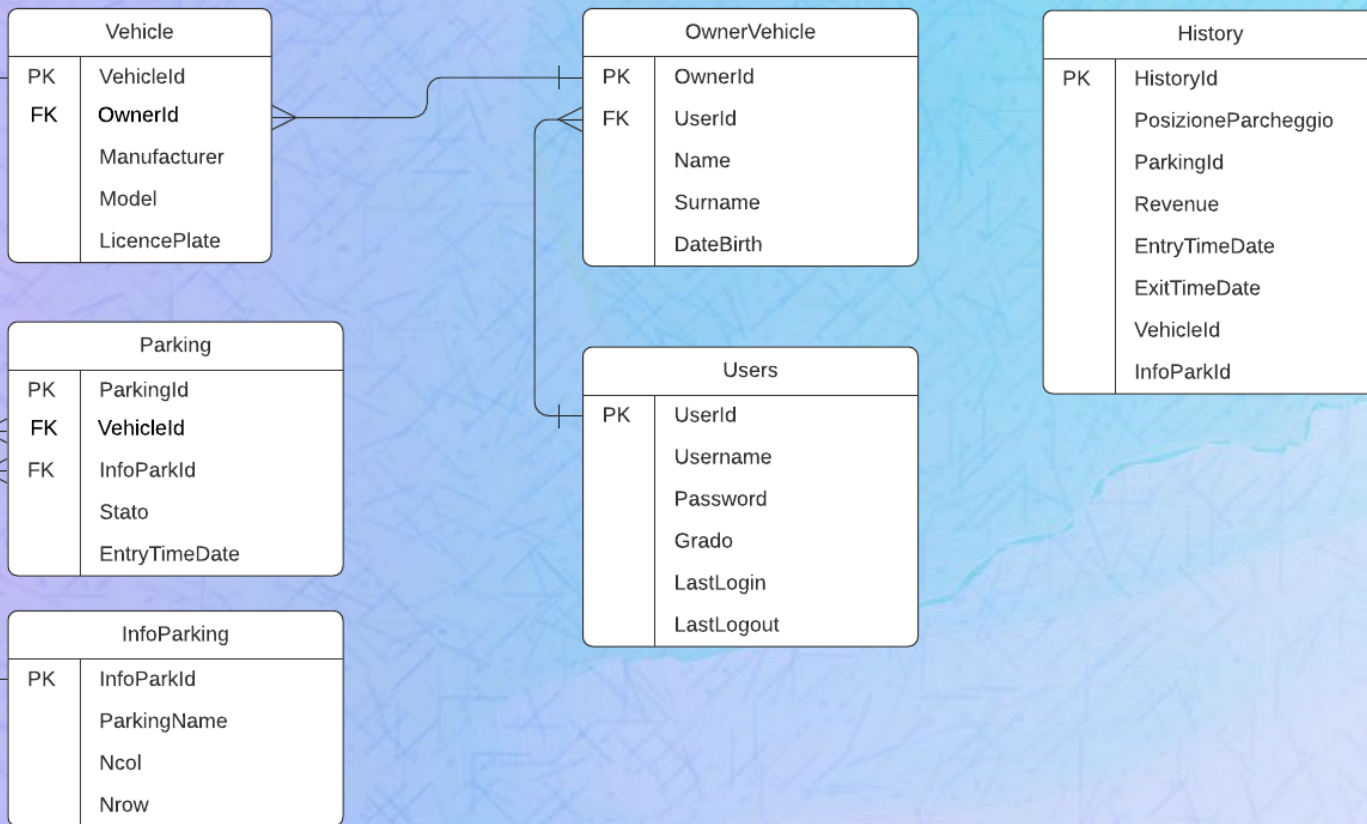 Vehicle
PK VehicleId
FK OwnerId
Manufacturer
Model
LicencePlate
OwnerVehicle
PK OwnerId
FK UserId
Name
Surname
DateBirth
History
PK HistoryId
PosizioneParcheggio
ParkingId
Revenue
EntryTimeDate
ExitTimeDate
VehicleId
InfoParkId
Parking
PK ParkingId
FK VehicleId
FK InfoParkId
Stato
EntryTimeDate
Users
PK UserId
Username
Password
Grado
LastLogin
LastLogout
InfoParking
PK InfoParkId
ParkingName
Ncol
Nrow